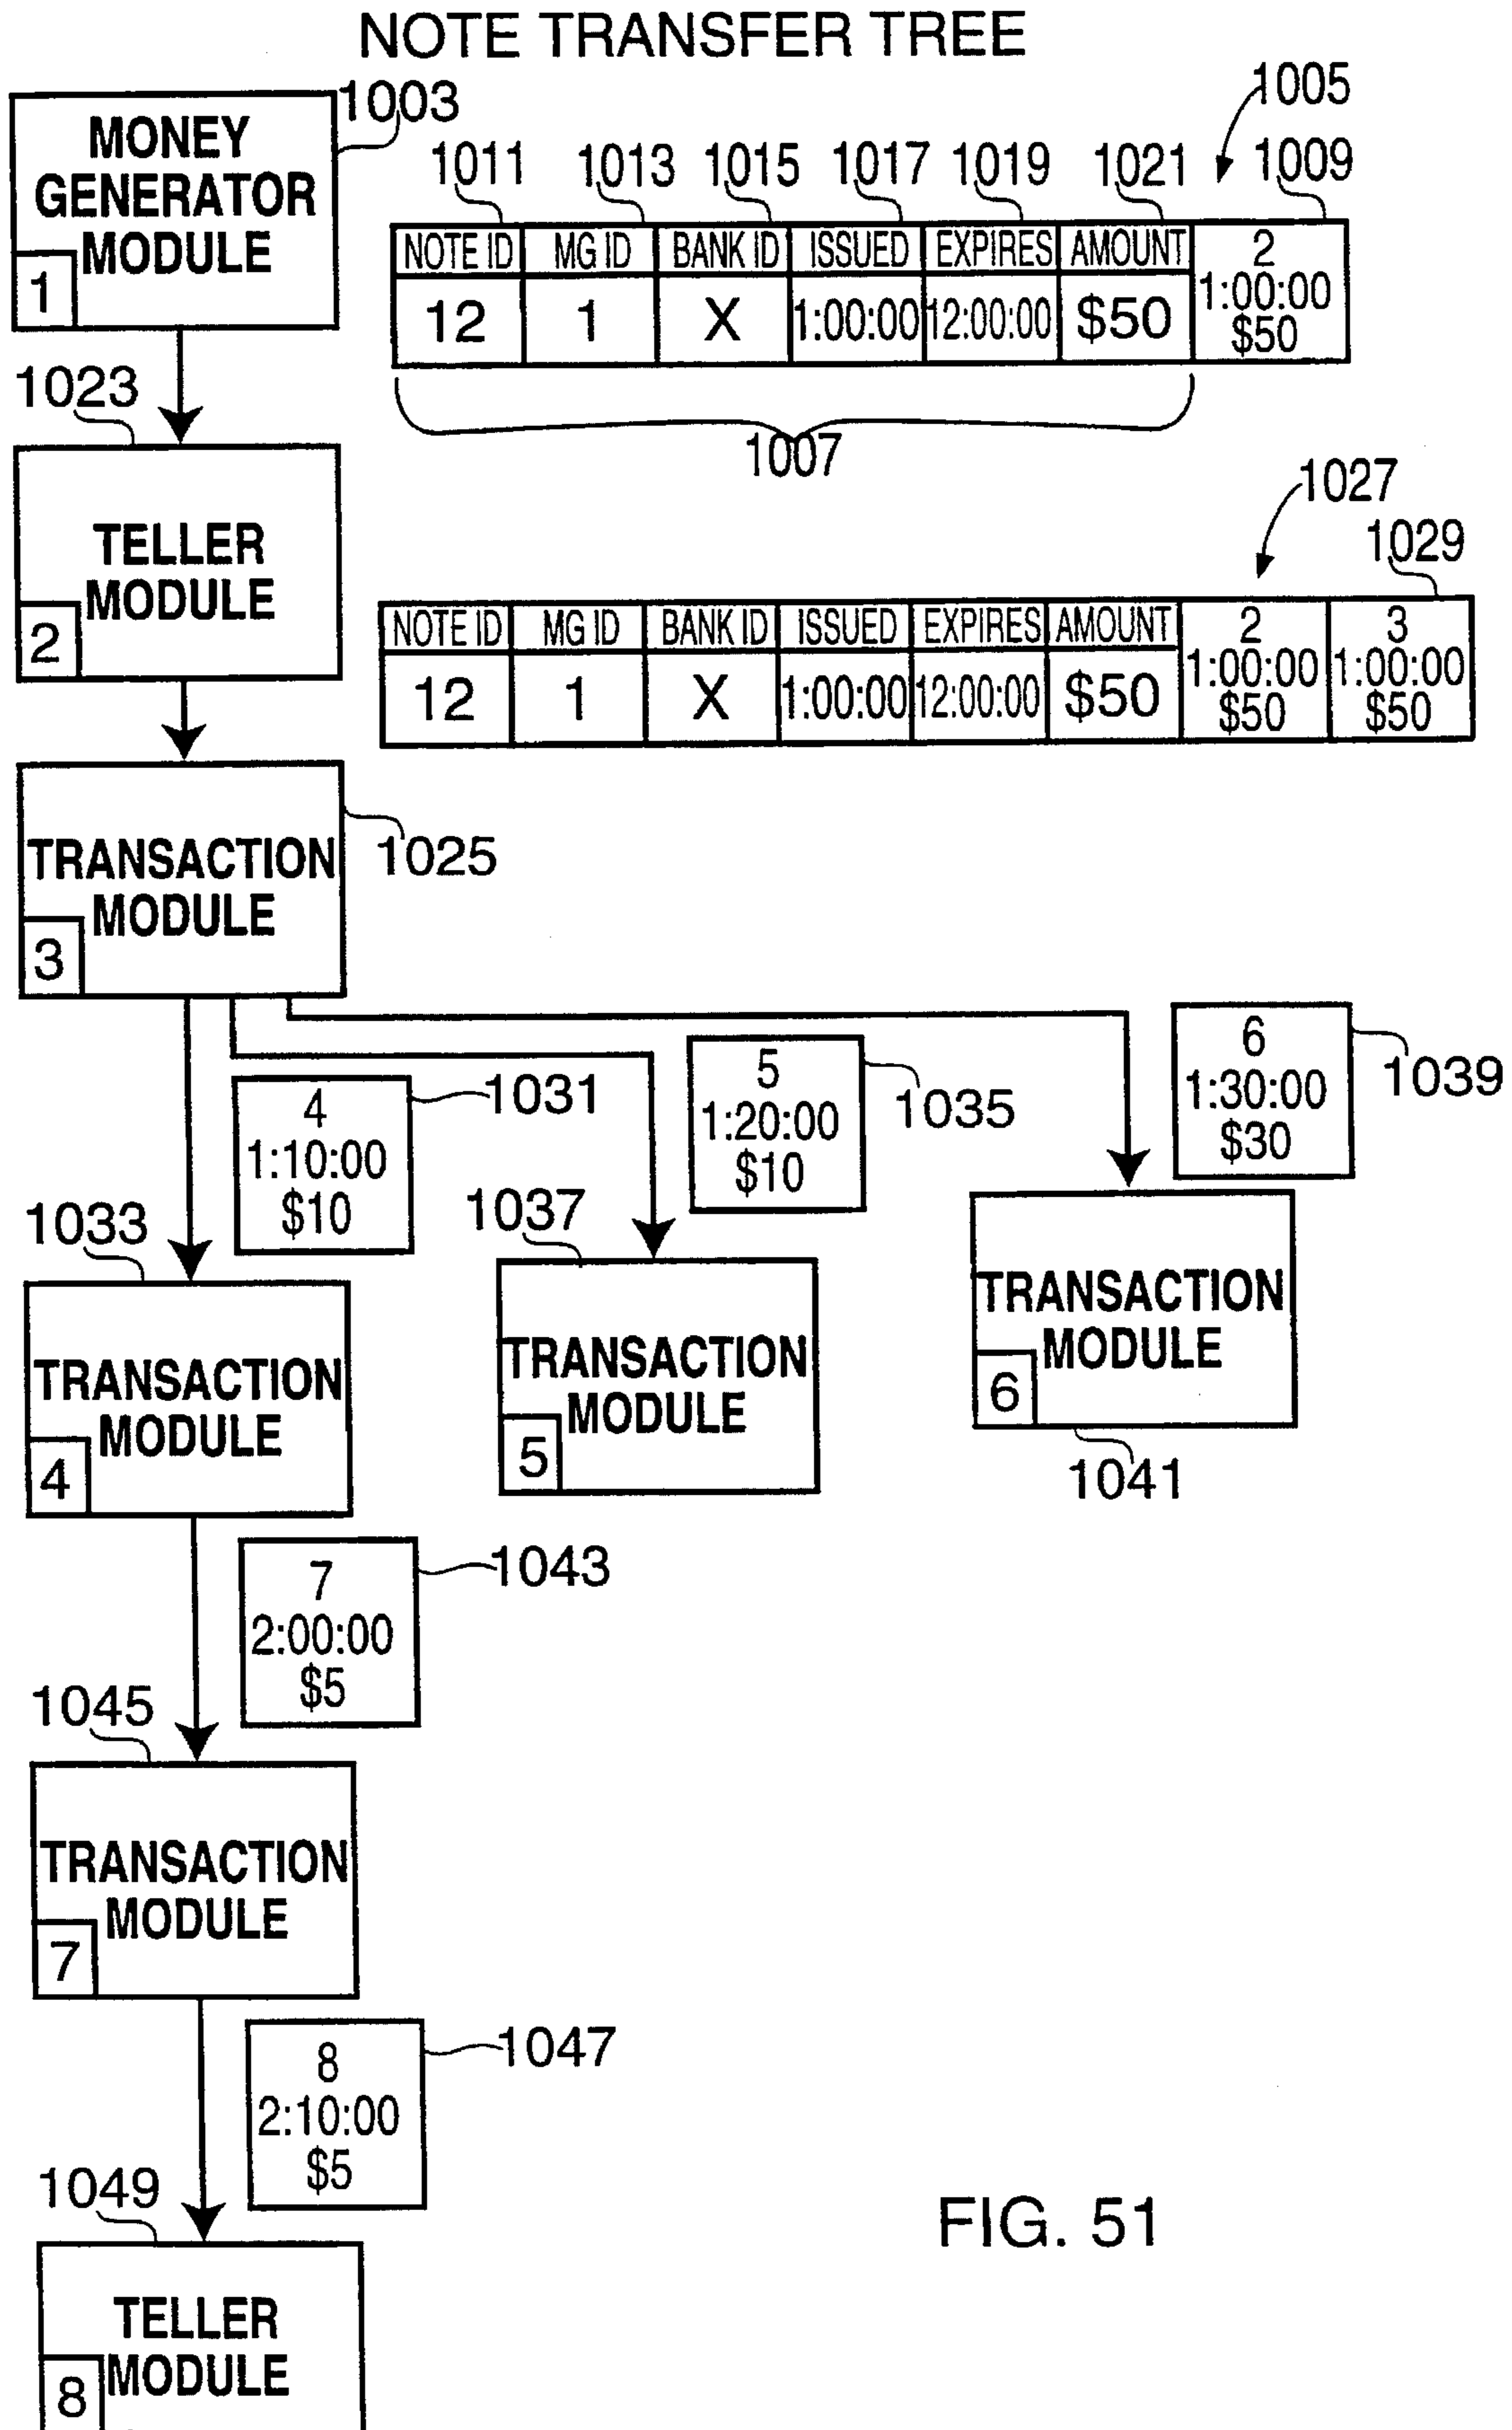 NOTE TRANSFER TREE
1003
1005
MONEY
GENERATOR
MODULE
1
1011 1013 1015 1017 1019 1021 1009
NOTE ID MG ID BANK ID ISSUED EXPIRES AMOUNT
12 1 X 1:00:00 12:00:00 $50
2
1:00:00
$50
1007
1023
TELLER
MODULE
2
1027
1029
NOTE ID MG ID BANK ID ISSUED EXPIRES AMOUNT
12 1 X 1:00:00 12:00:00 $50
2
1:00:00
$50
3
1:00:00
$50
TRANSACTION
MODULE
3
1025
4
1:10:00
$10
1031
5
1:20:00
$10
1035
6
1:30:00
$30
1039
1033
TRANSACTION
MODULE
4
1037
TRANSACTION
MODULE
5
TRANSACTION
MODULE
6
1041
7
2:00:00
$5
1043
1045
TRANSACTION
MODULE
7
8
2:10:00
$5
1047
1049
TELLER
MODULE
8
FIG. 51